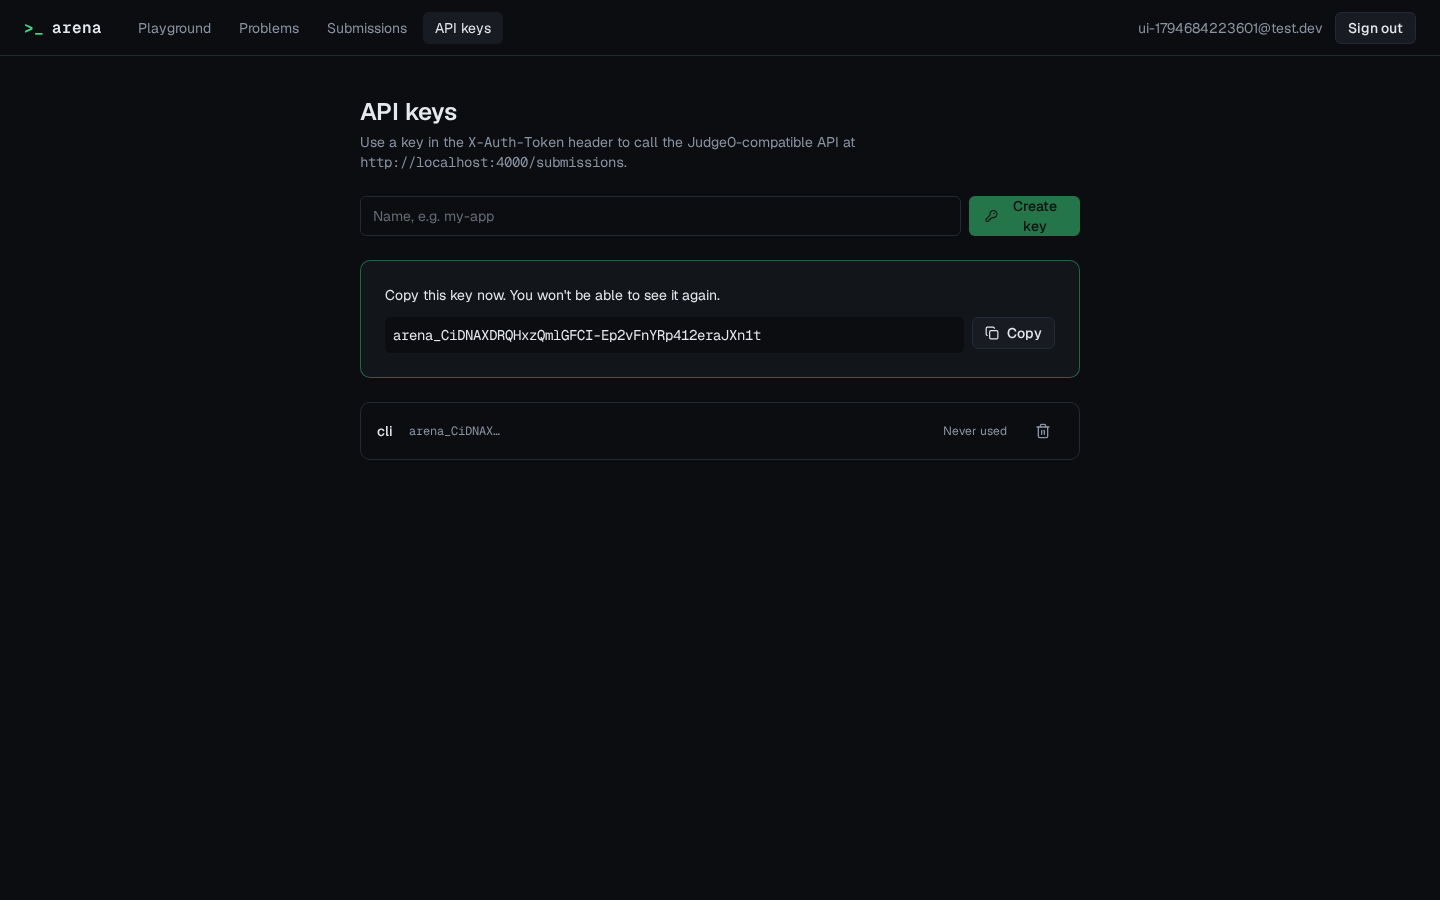 >_ arena
Playground
Problems
Submissions
API keys
ui-1794684223601@test.dev
Sign out
API keys
Use a key in the X-Auth-Token header to call the Judge0-compatible API at
http://localhost:4000/submissions.
Name, e.g. my-app
Create
key
Copy this key now. You won't be able to see it again.
arena_CiDNAXDRQHxzQmlGFCI-Ep2vFnYRp412eraJXn1t
Copy
cli
arena_CiDNAX…
Never used